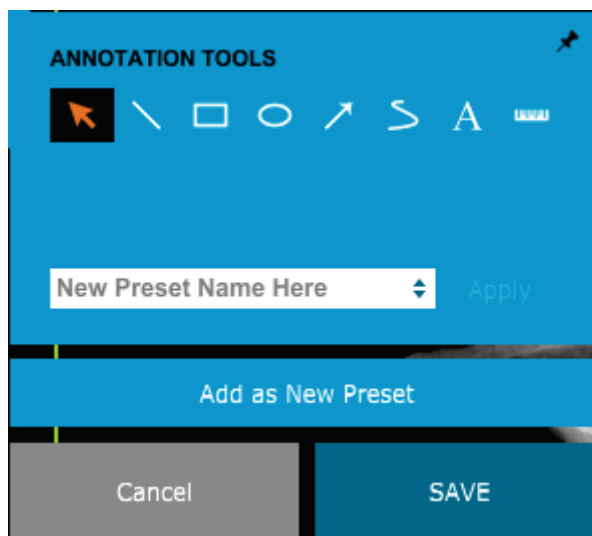 ANNOTATION TOOLS
A
New Preset Name Here
Apply
Add as New Preset
Cancel
SAVE